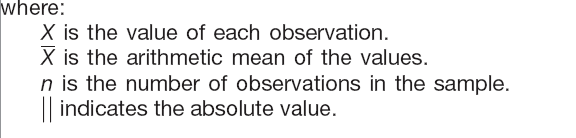 where:
X is the value of each observation.
X̅ is the arithmetic mean of the values.
n is the number of observations in the sample.
|| indicates the absolute value.